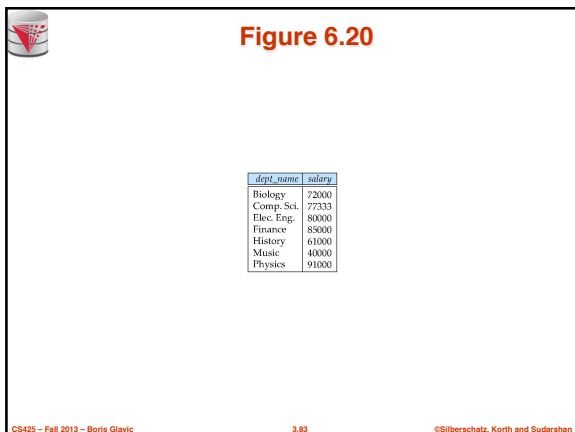 Figure 6.20
dept_name salary
Biology 72000
Comp. Sci. 77333
Elec. Eng. 80000
Finance 85000
History 61000
Music 40000
Physics 91000
CS425 – Fall 2013 – Boris Glavic 3.83 ©Silberschatz, Korth and Sudarshan